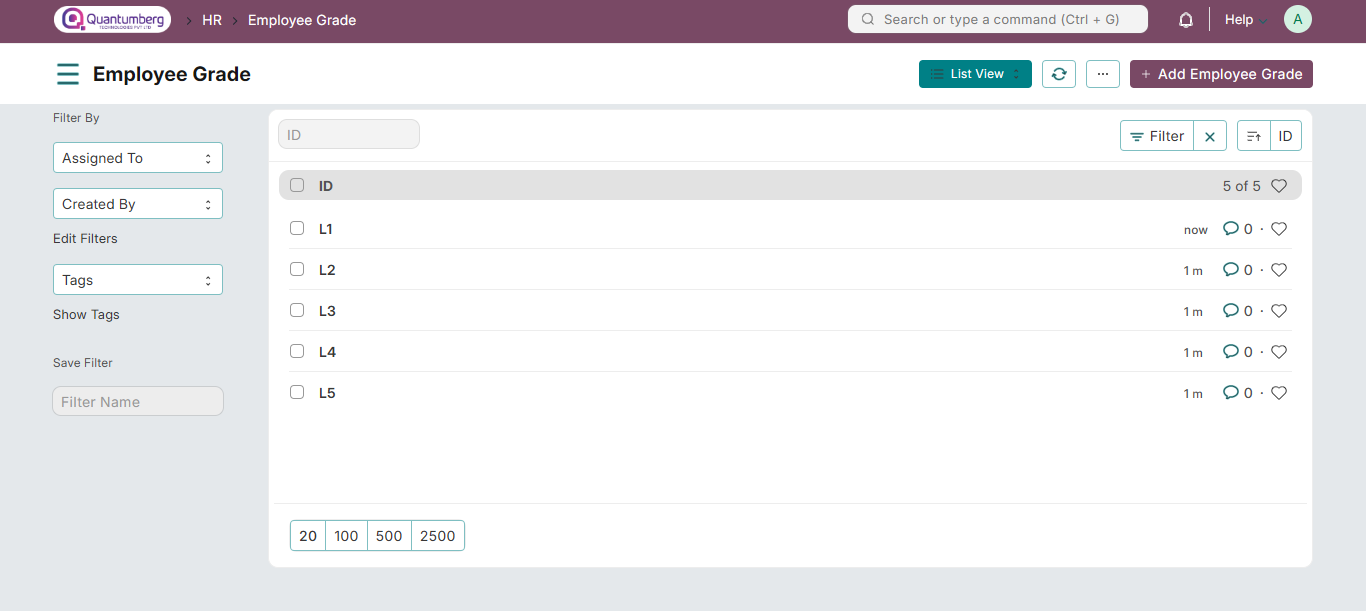 Quantumberg HR Employee Grade Search or type a command (Ctrl + G) Help A
TECHNOLOGIES PVT LTD
Employee Grade List View ... + Add Employee Grade
Filter By
Assigned To
Created By
Edit Filters
Tags
Show Tags
Save Filter
Filter Name
ID Filter ID
ID 5 of 5
L1 now 0 ·
L2 1 m 0 ·
L3 1 m 0 ·
L4 1 m 0 ·
L5 1 m 0 ·
20 100 500 2500